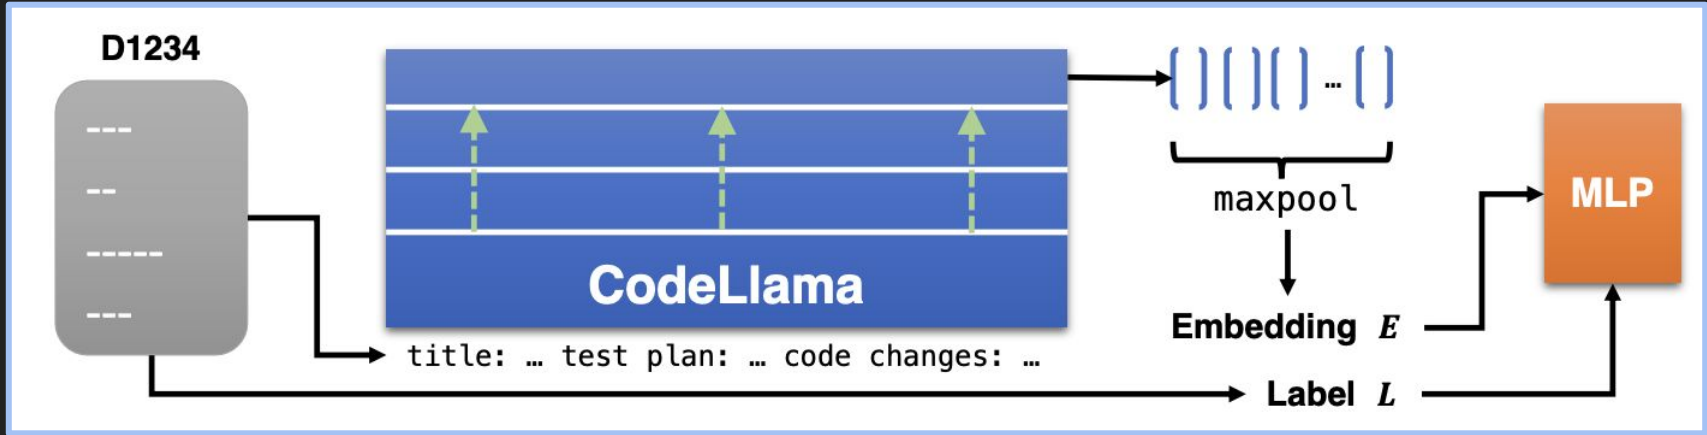 D1234
CodeLlama
title: … test plan: … code changes: …
[ ] [ ] [ ] … [ ]
maxpool
Embedding E
Label L
MLP